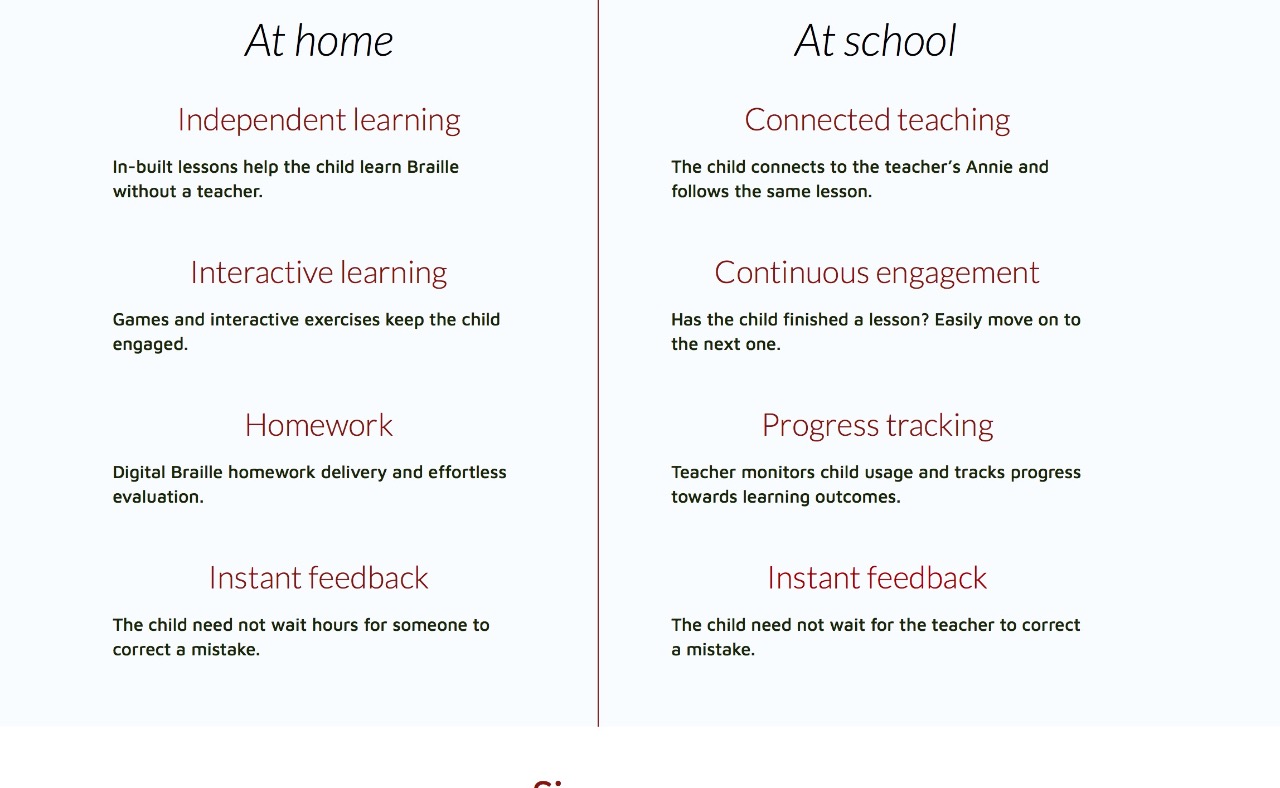 At home
Independent learning
In-built lessons help the child learn Braille
without a teacher.
Interactive learning
Games and interactive exercises keep the child
engaged.
Homework
Digital Braille homework delivery and effortless
evaluation.
Instant feedback
The child need not wait hours for someone to
correct a mistake.
At school
Connected teaching
The child connects to the teacher’s Annie and
follows the same lesson.
Continuous engagement
Has the child finished a lesson? Easily move on to
the next one.
Progress tracking
Teacher monitors child usage and tracks progress
towards learning outcomes.
Instant feedback
The child need not wait for the teacher to correct
a mistake.